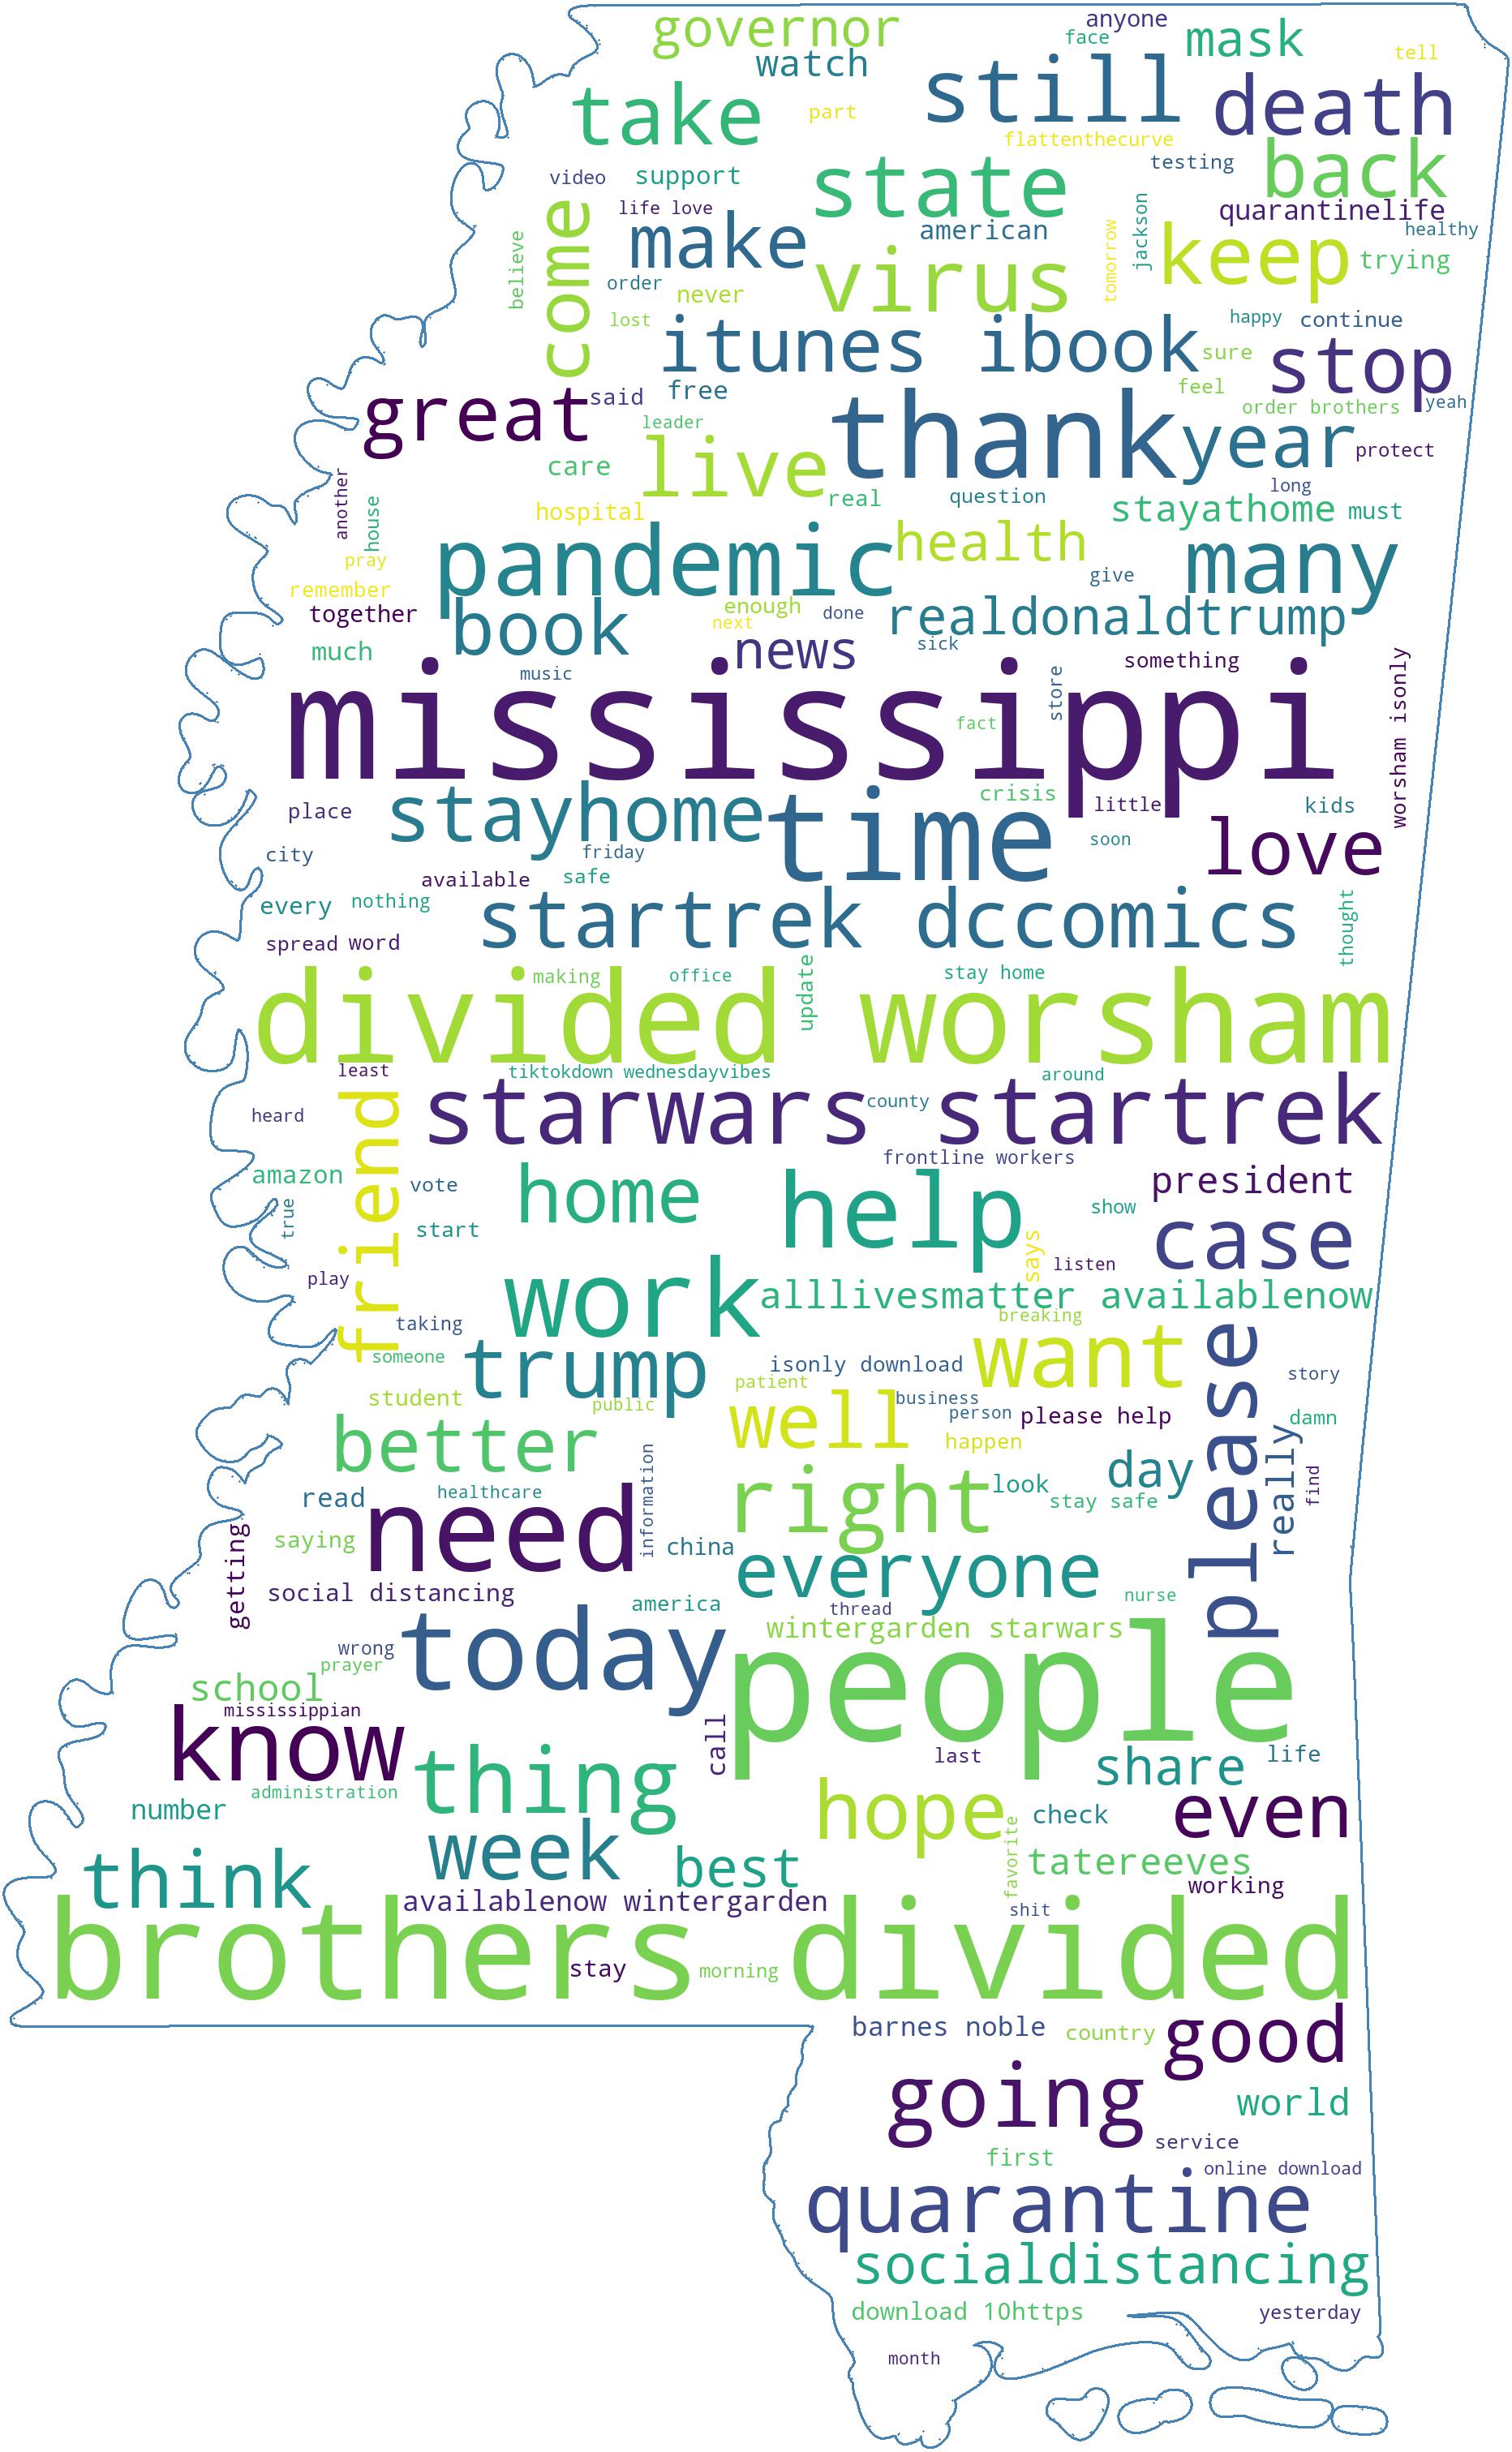 governor
anyone
face
mask
tell
watch
still
take
part
death
flattenthecurve
state
testing
back
video
support
life love
make
american
quarantinelife
healthy
come
believe
order
never
virus
tomorrow
jackson
keep
trying
lost
itunes ibook
happy
continue
sure
stop
great
said
free
feel
order brothers
yeah
leader
thank
year
protect
care
live
real
question
long
another
house
hospital
stayathome
must
pandemic
health
many
pray
remember
give
together
book
enough
done
next
realdonaldtrump
much
news
sick
music
something
mississippi
store
fact
worsham isonly
place
stayhome
time
crisis
little
kids
city
friday
soon
love
available
safe
every
nothing
startrek dccomics
thought
spread word
making
office
update
stay home
divided worsham
least
tiktokdown wednesdayvibes
around
heard
friend
starwars startrek
county
frontline workers
amazon
vote
home
help
president
true
start
show
case
says
listen
play
work
alllivesmatter availablenow
taking
breaking
someone
trump
isonly download
want
please
story
student
public
patient
business
well
person
please help
damn
better
happen
really
read
healthcare
information
right
look
day
stay safe
find
need
saying
china
getting
everyone
social distancing
america
thread
nurse
wrong
today
wintergarden starwars
prayer
people
school
mississippian
know
call
last
share
life
administration
thing
number
hope
check
even
week
favorite
think
best
tatereeves
availablenow wintergarden
working
shit
brothers divided
stay
morning
barnes noble
country
good
going
world
service
first
online download
quarantine
socialdistancing
download 10https
yesterday
month